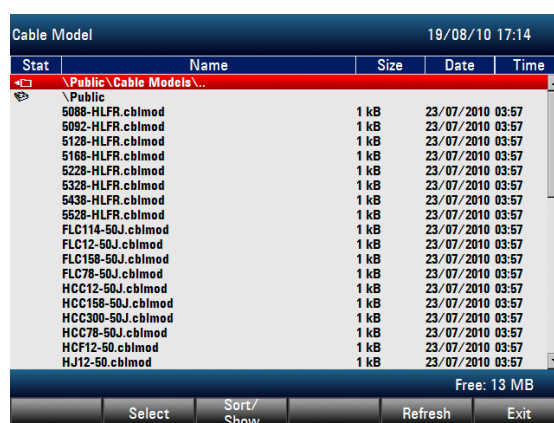 Cable Model 19/08/10 17:14
Stat Name Size Date Time
\Public\Cable Models\..
\Public
5088-HLFR.cblmod 1 kB 23/07/2010 03:57
5092-HLFR.cblmod 1 kB 23/07/2010 03:57
5128-HLFR.cblmod 1 kB 23/07/2010 03:57
5168-HLFR.cblmod 1 kB 23/07/2010 03:57
5228-HLFR.cblmod 1 kB 23/07/2010 03:57
5328-HLFR.cblmod 1 kB 23/07/2010 03:57
5438-HLFR.cblmod 1 kB 23/07/2010 03:57
5528-HLFR.cblmod 1 kB 23/07/2010 03:57
FLC114-50J.cblmod 1 kB 23/07/2010 03:57
FLC12-50J.cblmod 1 kB 23/07/2010 03:57
FLC158-50J.cblmod 1 kB 23/07/2010 03:57
FLC78-50J.cblmod 1 kB 23/07/2010 03:57
HCC12-50J.cblmod 1 kB 23/07/2010 03:57
HCC158-50J.cblmod 1 kB 23/07/2010 03:57
HCC300-50J.cblmod 1 kB 23/07/2010 03:57
HCC78-50J.cblmod 1 kB 23/07/2010 03:57
HCF12-50.cblmod 1 kB 23/07/2010 03:57
HJ12-50.cblmod 1 kB 23/07/2010 03:57
Free: 13 MB
Select Sort/ Show Refresh Exit